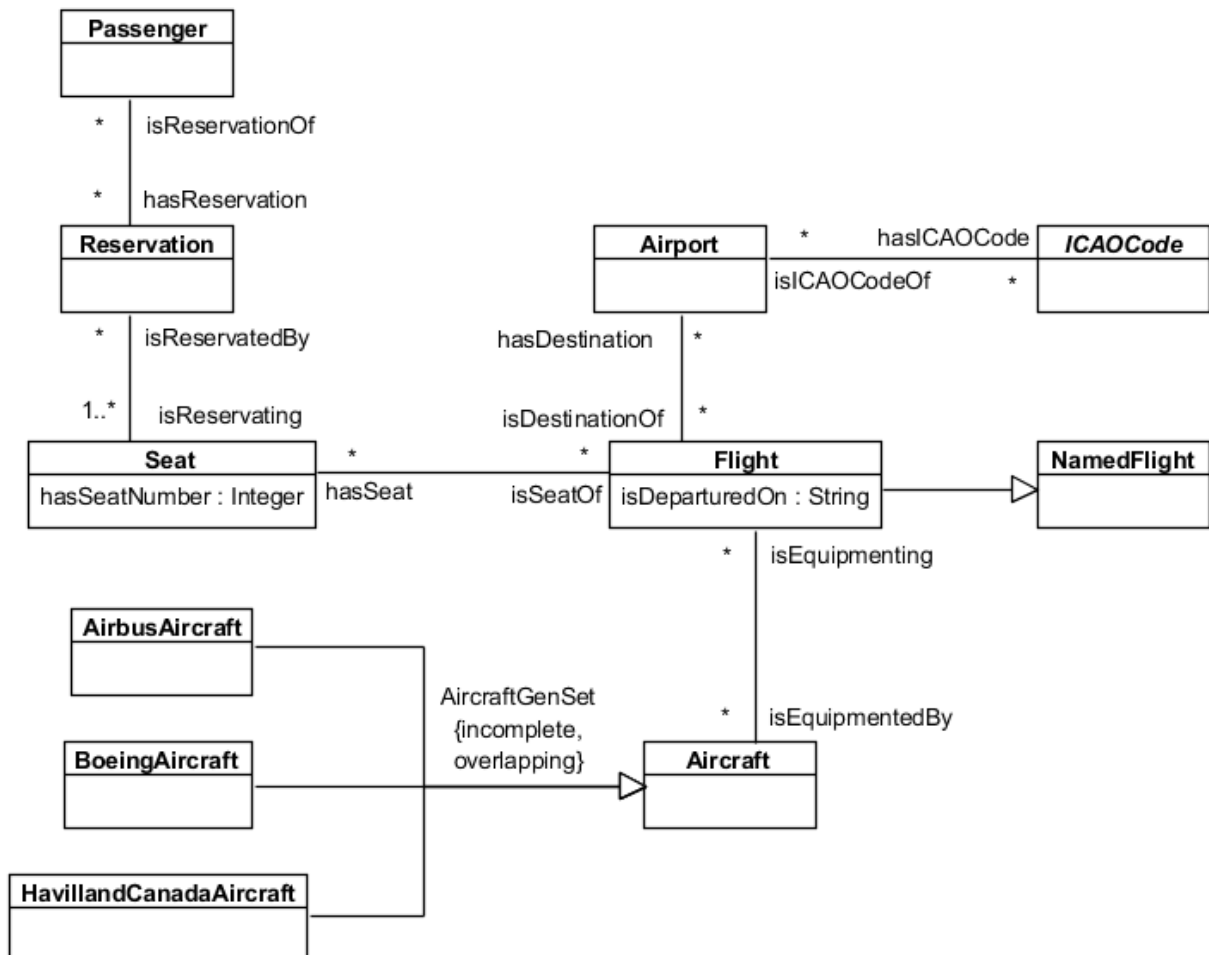 Passenger
* isReservationOf
* hasReservation
Reservation
Airport
* hasICAOCode
ICAOCode
isICAOCodeOf *
* isReservatedBy
hasDestination *
1..* isReservating
isDestinationOf *
Seat
hasSeatNumber : Integer
* *
hasSeat isSeatOf
Flight
isDeparturedOn : String
NamedFlight
* isEquipmenting
AirbusAircraft
AircraftGenSet
{incomplete,
overlapping}
* isEquipmentedBy
BoeingAircraft
Aircraft
HavillandCanadaAircraft